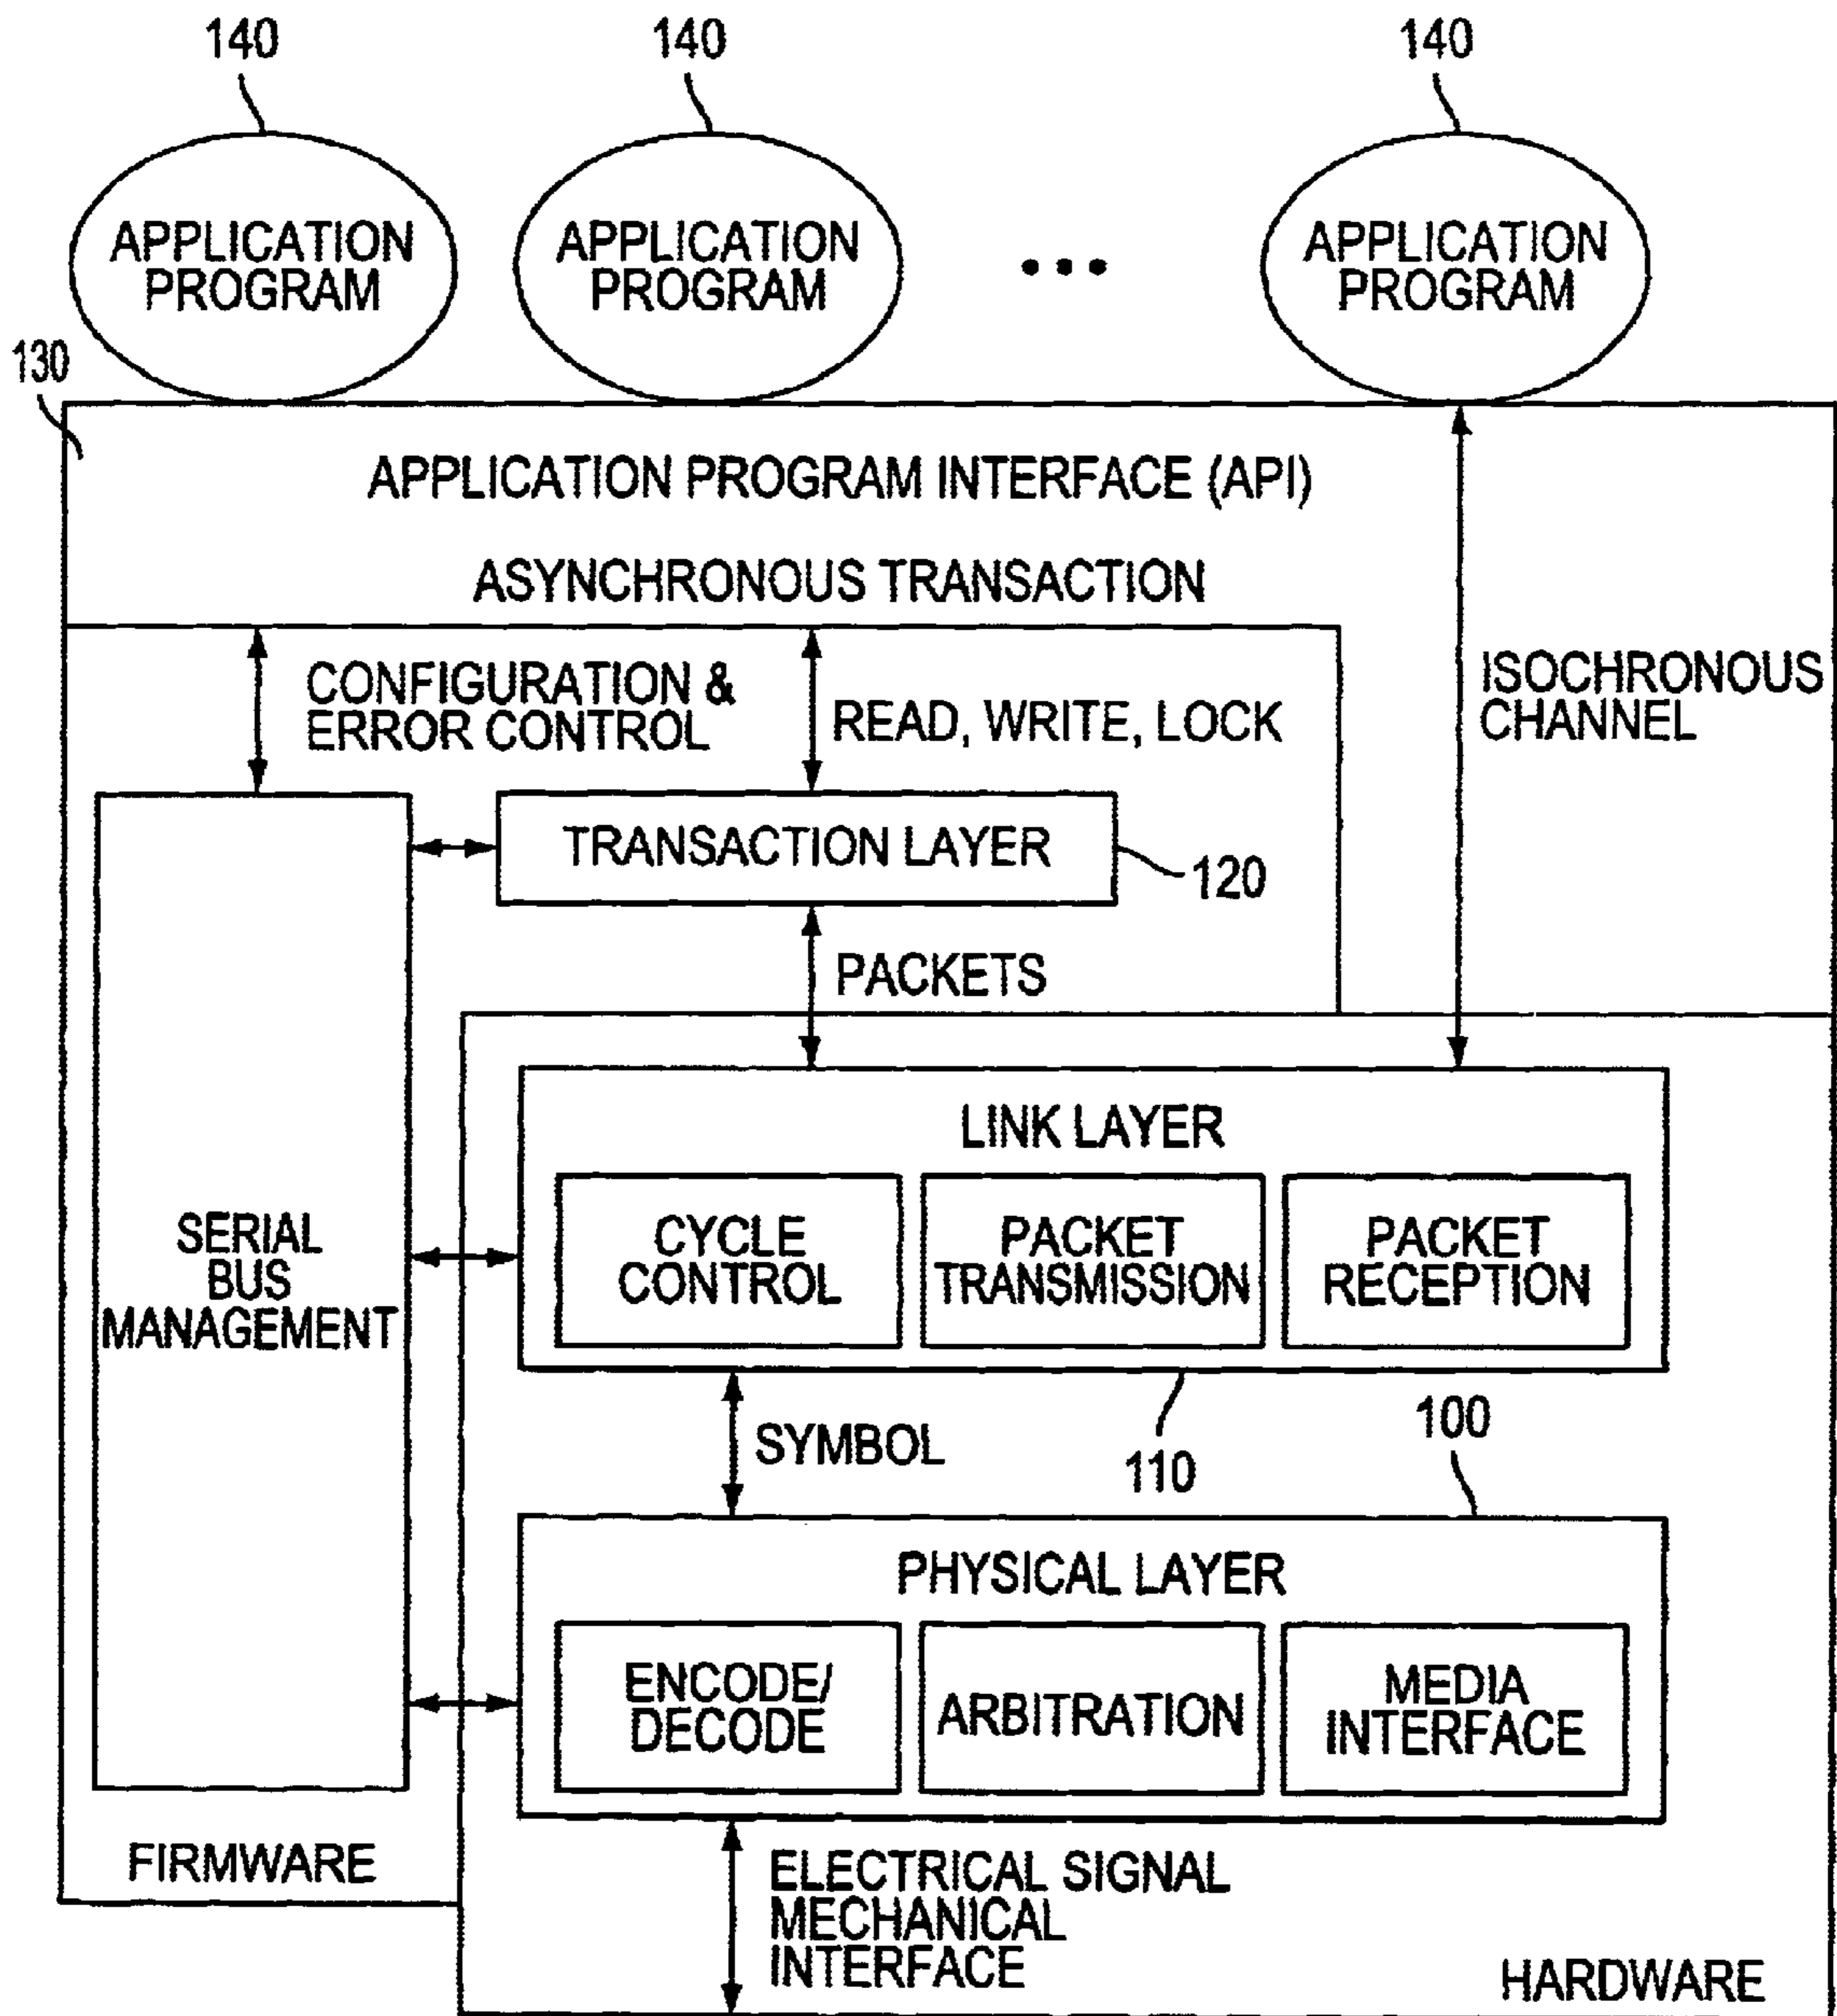 140
140
140
APPLICATION
PROGRAM
APPLICATION
PROGRAM
•••
APPLICATION
PROGRAM
130
APPLICATION PROGRAM INTERFACE (API)
ASYNCHRONOUS TRANSACTION
CONFIGURATION &
ERROR CONTROL
READ, WRITE, LOCK
ISOCHRONOUS
CHANNEL
TRANSACTION LAYER
120
PACKETS
LINK LAYER
CYCLE
CONTROL
PACKET
TRANSMISSION
PACKET
RECEPTION
SERIAL
BUS
MANAGEMENT
SYMBOL
110
100
PHYSICAL LAYER
ENCODE/
DECODE
ARBITRATION
MEDIA
INTERFACE
FIRMWARE
ELECTRICAL SIGNAL
MECHANICAL
INTERFACE
HARDWARE